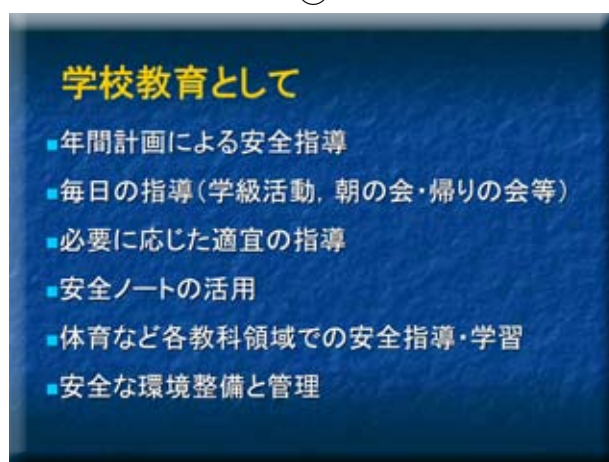 学校教育として
■年間計画による安全指導
■毎日の指導(学級活動, 朝の会・帰りの会等)
■必要に応じた適宜の指導
■安全ノートの活用
■体育など各教科領域での安全指導・学習
■安全な環境整備と管理